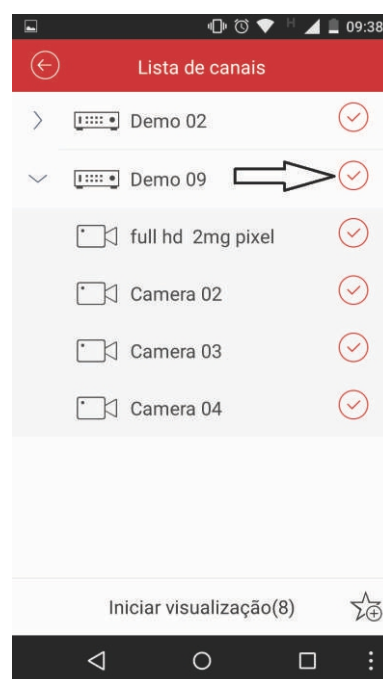 H 09:38
Lista de canais
Demo 02
Demo 09
full hd 2mg pixel
Camera 02
Camera 03
Camera 04
Iniciar visualização(8)